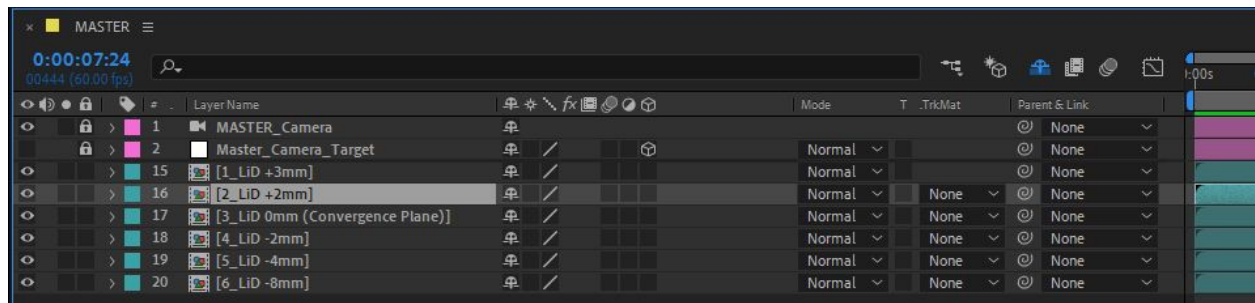 MASTER
0:00:07:24
00444 (60.00 fps)
:00s
# . Layer Name fx Mode T .TrkMat Parent & Link
1 MASTER_Camera None
2 Master_Camera_Target Normal None
15 [1_LiD +3mm] Normal None
16 [2_LiD +2mm] Normal None None
17 [3_LiD 0mm (Convergence Plane)] Normal None None
18 [4_LiD -2mm] Normal None None
19 [5_LiD -4mm] Normal None None
20 [6_LiD -8mm] Normal None None